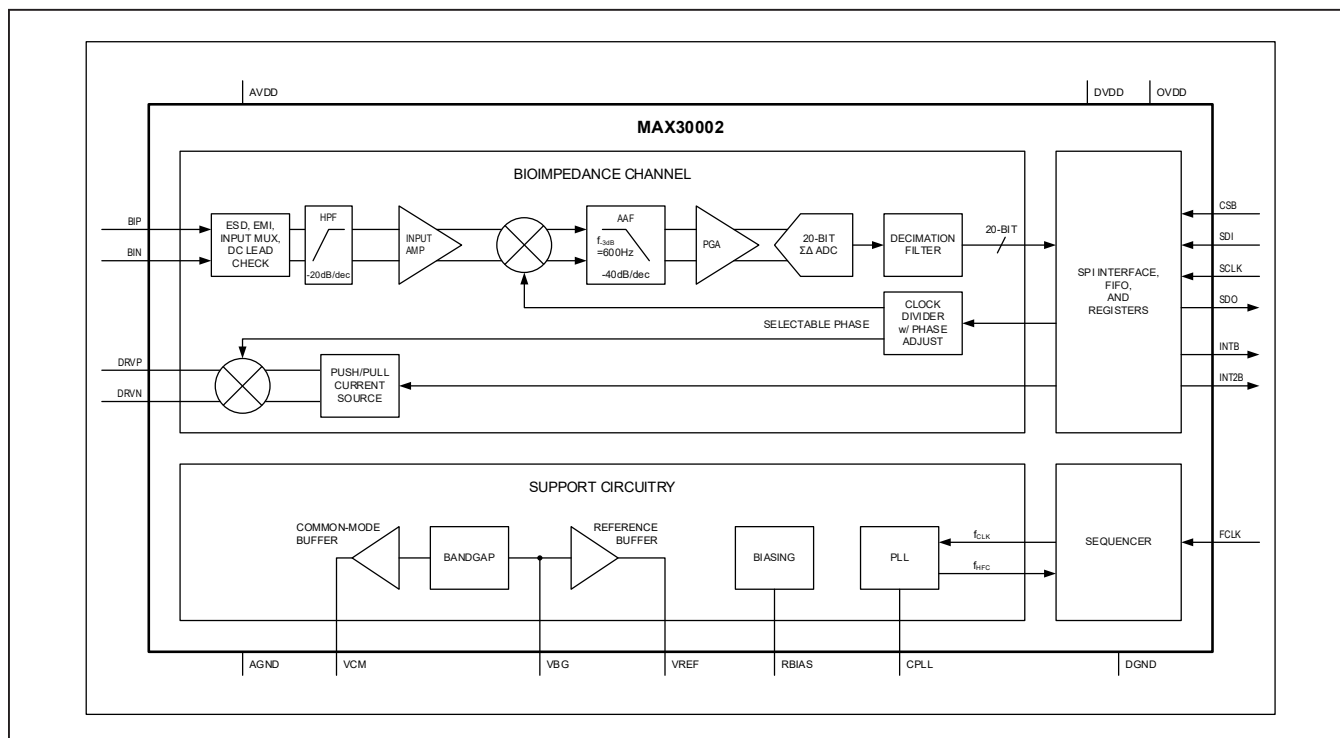 AVDD
DVDD
OVDD
MAX30002
BIOIMPEDANCE CHANNEL
BIP
BIN
ESD, EMI,
INPUT MUX,
DC LEAD
CHECK
HPF
-20dB/dec
INPUT
AMP
AAF
f-3dB
=600Hz
-40dB/dec
PGA
20-BIT
ΣΔ ADC
DECIMATION
FILTER
20-BIT
SPI INTERFACE,
FIFO,
AND
REGISTERS
CSB
SDI
SCLK
SDO
INTB
INT2B
SELECTABLE PHASE
CLOCK
DIVIDER
w/ PHASE
ADJUST
DRVP
DRVN
PUSH/PULL
CURRENT
SOURCE
SUPPORT CIRCUITRY
COMMON-MODE
BUFFER
BANDGAP
REFERENCE
BUFFER
BIASING
PLL
fCLK
fHFC
SEQUENCER
FCLK
AGND
VCM
VBG
VREF
RBIAS
CPLL
DGND